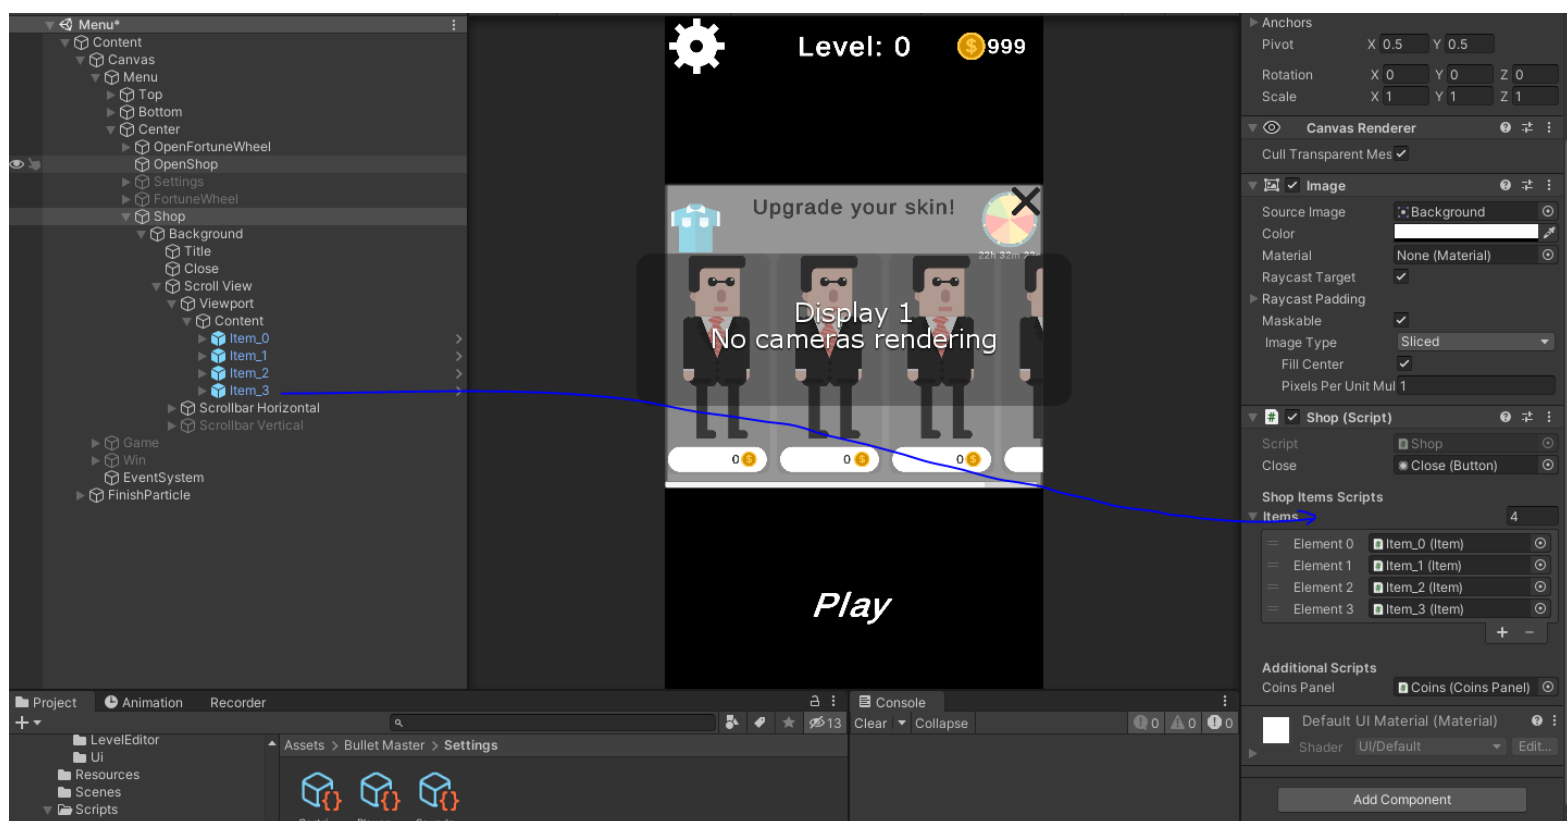 Menu*
Content
Canvas
Menu
Top
Bottom
Center
OpenFortuneWheel
OpenShop
Settings
FortuneWheel
Shop
Background
Title
Close
Scroll View
Viewport
Content
Item_0
Item_1
Item_2
Item_3
Scrollbar Horizontal
Scrollbar Vertical
Game
Win
EventSystem
FinishParticle
Level: 0
999
Upgrade your skin!
22h 32m
Display 1
No cameras rendering
0
0
0
Play
Anchors
Pivot X 0.5 Y 0.5
Rotation X 0 Y 0 Z 0
Scale X 1 Y 1 Z 1
Canvas Renderer
Cull Transparent Mes
Image
Source Image Background
Color
Material None (Material)
Raycast Target
Raycast Padding
Maskable
Image Type Sliced
Fill Center
Pixels Per Unit Mul 1
# Shop (Script)
Script Shop
Close Close (Button)
Shop Items Scripts
Items 4
Element 0 Item_0 (Item)
Element 1 Item_1 (Item)
Element 2 Item_2 (Item)
Element 3 Item_3 (Item)
Additional Scripts
Coins Panel Coins (Coins Panel)
Default UI Material (Material)
Shader UI/Default Edit...
Add Component
Project Animation Recorder
13
LevelEditor
Ui
Resources
Scenes
Scripts
Assets > Bullet Master > Settings
Console
Clear Collapse 0 0 0